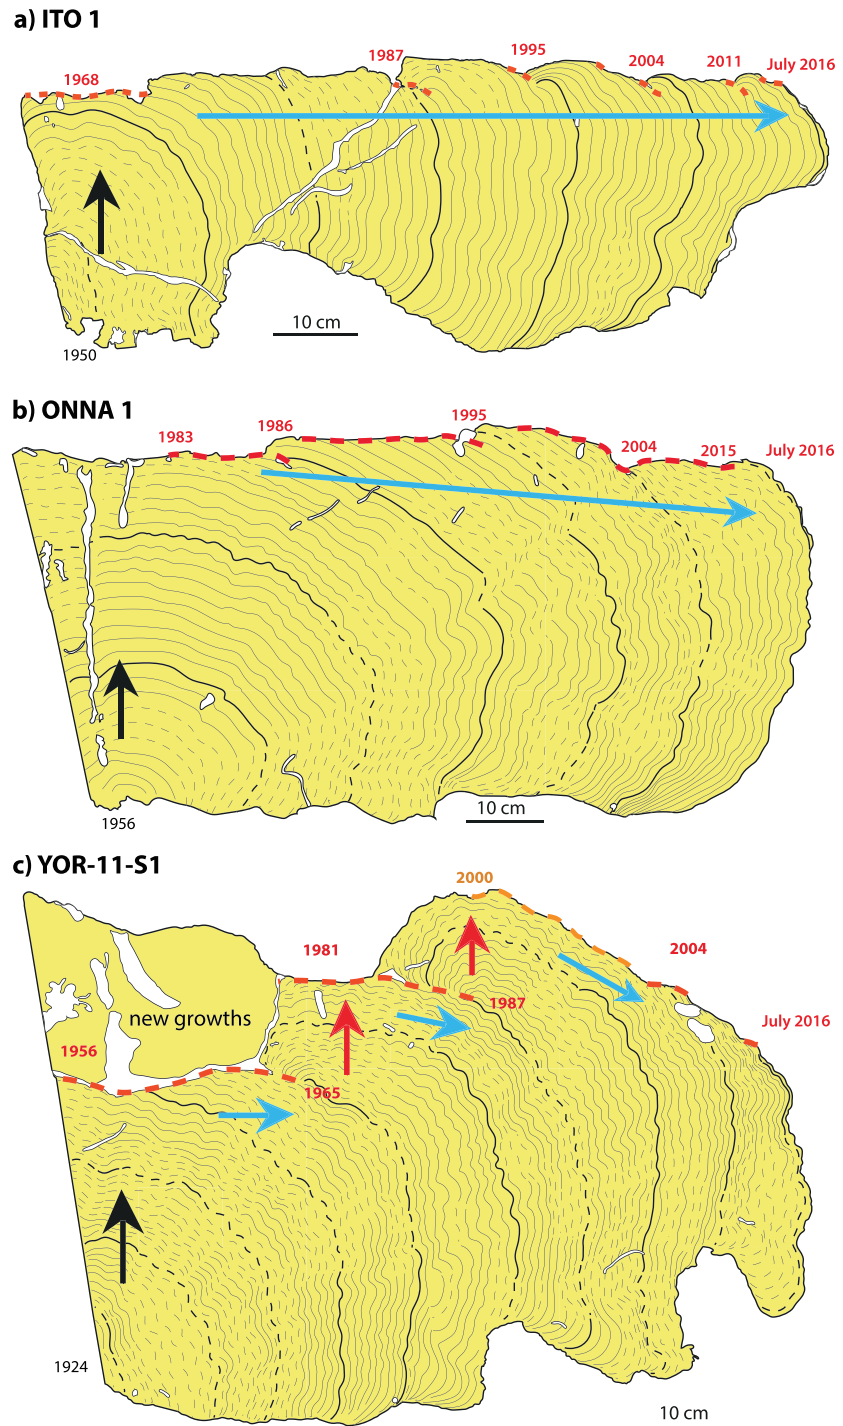 a) ITO 1
1968
1987
1995
2004
2011
July 2016
10 cm
1950
b) ONNA 1
1983
1986
1995
2004
2015
July 2016
10 cm
1956
c) YOR-11-S1
2000
1981
2004
new growths
1987
July 2016
1956
1965
1924
10 cm